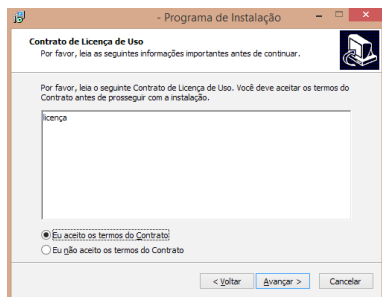 - Programa de Instalação
Contrato de Licença de Uso
Por favor, leia as seguintes informações importantes antes de continuar.
Por favor, leia o seguinte Contrato de Licença de Uso. Você deve aceitar os termos do
Contrato antes de prosseguir com a instalação.
licença
Eu aceito os termos do Contrato
Eu não aceito os termos do Contrato
< Voltar
Avançar >
Cancelar